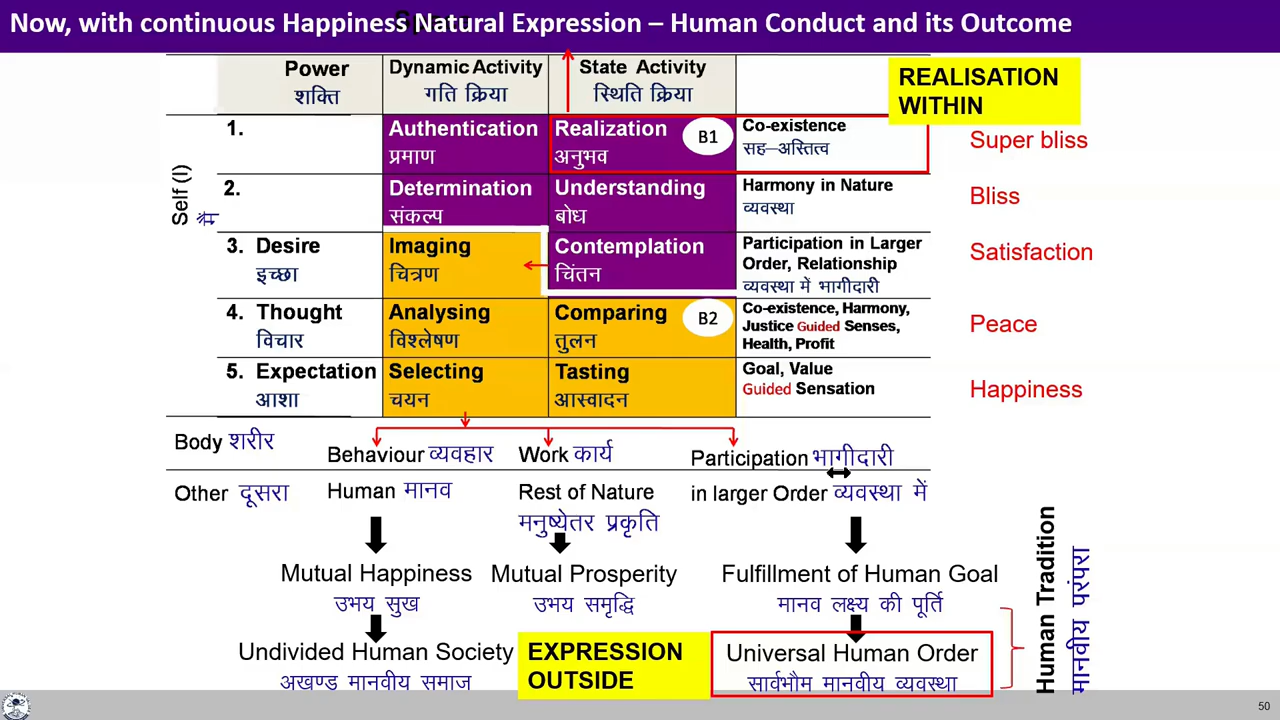 Now, with continuous Happiness Natural Expression – Human Conduct and its Outcome
Power
शक्ति
Dynamic Activity
गति क्रिया
State Activity
स्थिति क्रिया
REALISATION
WITHIN
Self (I)
मैं
1.
Authentication
प्रमाण
Realization
अनुभव
B1
Co-existence
सह–अस्तित्व
Super bliss
2.
Determination
संकल्प
Understanding
बोध
Harmony in Nature
व्यवस्था
Bliss
3. Desire
इच्छा
Imaging
चित्रण
Contemplation
चिंतन
Participation in Larger
Order, Relationship
व्यवस्था में भागीदारी
Satisfaction
4. Thought
विचार
Analysing
विश्लेषण
Comparing
तुलन
B2
Co-existence, Harmony,
Justice Guided Senses,
Health, Profit
Peace
5. Expectation
आशा
Selecting
चयन
Tasting
आस्वादन
Goal, Value
Guided Sensation
Happiness
Body शरीर
Behaviour व्यवहार
Work कार्य
Participation भागीदारी
Other दूसरा
Human मानव
Rest of Nature
मनुष्येतर प्रकृति
in larger Order व्यवस्था में
Mutual Happiness
उभय सुख
Mutual Prosperity
उभय समृद्धि
Fulfillment of Human Goal
मानव लक्ष्य की पूर्ति
Undivided Human Society
अखण्ड मानवीय समाज
EXPRESSION
OUTSIDE
Universal Human Order
सार्वभौम मानवीय व्यवस्था
Human Tradition
मानवीय परंपरा
50